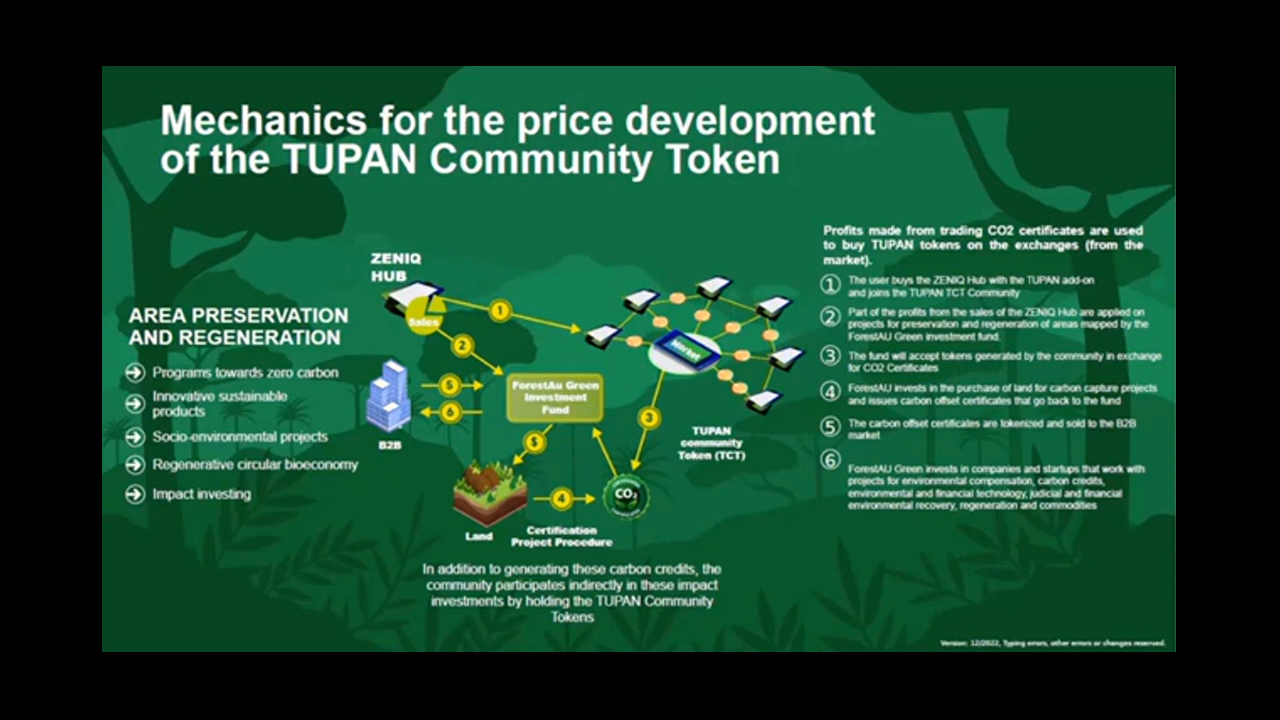 Mechanics for the price development
of the TUPAN Community Token
AREA PRESERVATION
AND REGENERATION
Programs towards zero carbon
Innovative sustainable
products
Socio-environmental projects
Regenerative circular bioeconomy
Impact investing
ZENIQ
HUB
Sales
1
2
5
6
B2B
ForestAu Green
Investment
Fund
$
3
4
Land
Certification
Project Procedure
CO2
Market
TUPAN
community
Token (TCT)
In addition to generating these carbon credits, the
community participates indirectly in these impact
investments by holding the TUPAN Community
Tokens
Profits made from trading CO2 certificates are used
to buy TUPAN tokens on the exchanges (from the
market).
1 The user buys the ZENIQ Hub with the TUPAN add-on
and joins the TUPAN TCT Community
2 Part of the profits from the sales of the ZENIQ Hub are applied on
projects for preservation and regeneration of areas mapped by the
ForestAU Green investment fund.
3 The fund will accept tokens generated by the community in exchange
for CO2 Certificates
4 ForestAU invests in the purchase of land for carbon capture projects
and issues carbon offset certificates that go back to the fund
5 The carbon offset certificates are tokenized and sold to the B2B
market
6 ForestAU Green invests in companies and startups that work with
projects for environmental compensation, carbon credits,
environmental and financial technology, judicial and financial
environmental recovery, regeneration and commodities
Version: 12/2022, Typing errors, other errors or changes reserved.